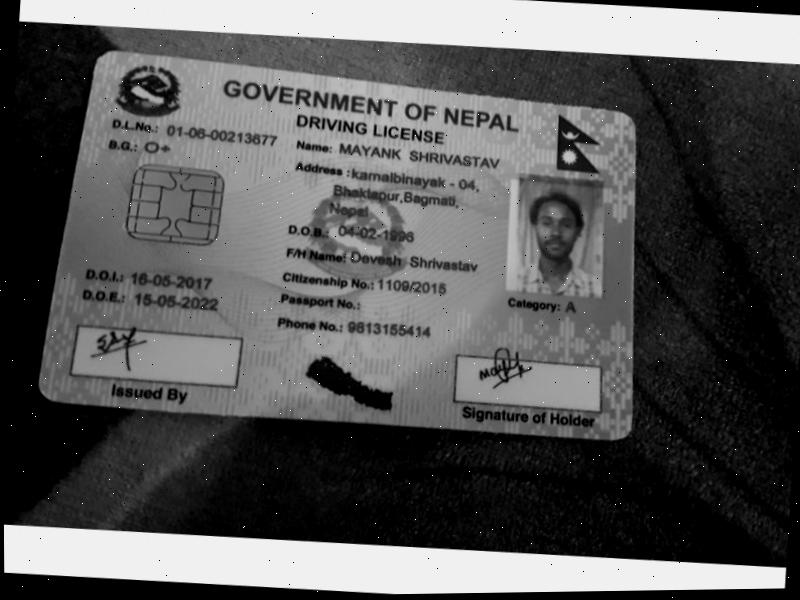 GOVERNMENT OF NEPAL
DRIVING LICENSE
D.L.No.: 01-06-00213677
B.G.: O+
Name: MAYANK SHRIVASTAV
Address : kamalbinayak - 04,
Bhaktapur,Bagmati,
Nepal
D.O.B.: 04-02-1996
F/H Name: Devesh Shrivastav
Citizenship No.: 1109/2015
Passport No.:
Phone No.: 9813155414
D.O.I.: 16-05-2017
D.O.E.: 15-05-2022
Category: A
Issued By
Signature of Holder